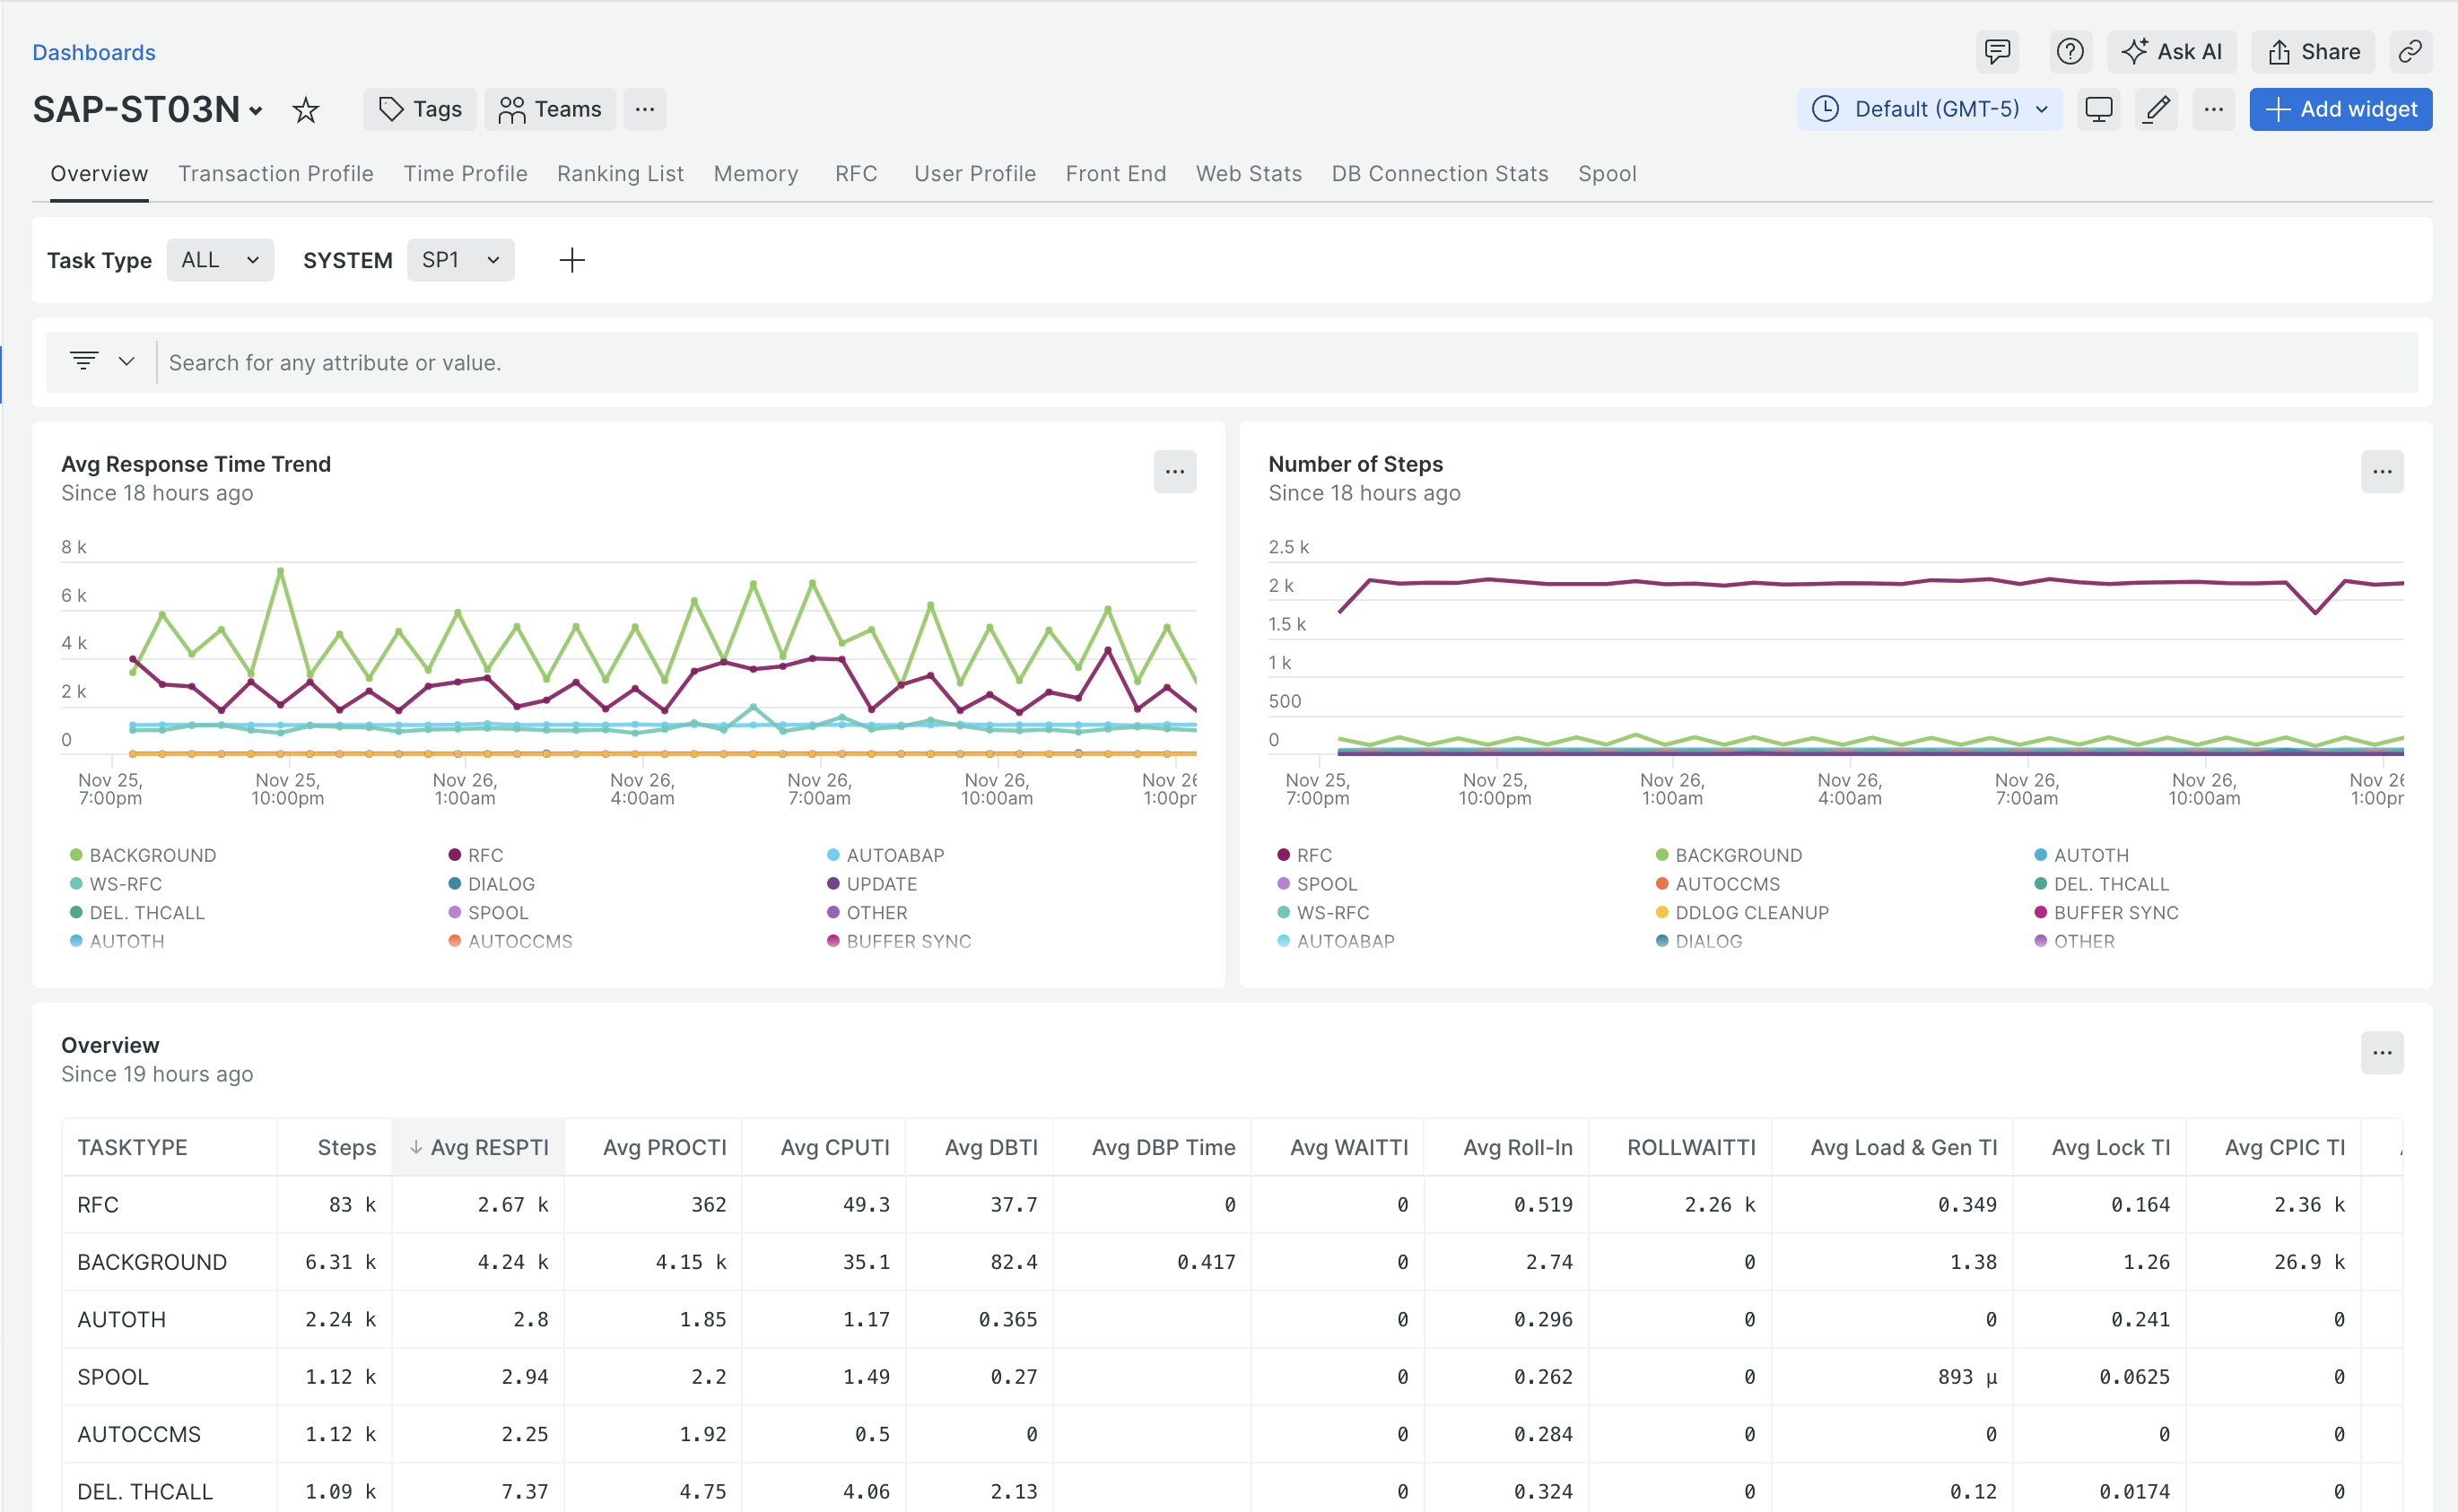 Dashboards
Ask AI
Share
SAP-ST03N
Tags
Teams
Default (GMT-5)
Add widget
Overview Transaction Profile Time Profile Ranking List Memory RFC User Profile Front End Web Stats DB Connection Stats Spool
Task Type ALL SYSTEM SP1
Search for any attribute or value.
Avg Response Time Trend
Since 18 hours ago
8 k
6 k
4 k
2 k
0
Nov 25, Nov 25, Nov 26, Nov 26, Nov 26, Nov 26, Nov 26
7:00pm 10:00pm 1:00am 4:00am 7:00am 10:00am 1:00pr
BACKGROUND RFC AUTOABAP
WS-RFC DIALOG UPDATE
DEL. THCALL SPOOL OTHER
AUTOTH AUTOCCMS BUFFER SYNC
Number of Steps
Since 18 hours ago
2.5 k
2 k
1.5 k
1 k
500
0
Nov 25, Nov 25, Nov 26, Nov 26, Nov 26, Nov 26, Nov 26
7:00pm 10:00pm 1:00am 4:00am 7:00am 10:00am 1:00pr
RFC BACKGROUND AUTOTH
SPOOL AUTOCCMS DEL. THCALL
WS-RFC DDLOG CLEANUP BUFFER SYNC
AUTOABAP DIALOG OTHER
Overview
Since 19 hours ago
TASKTYPE Steps Avg RESPTI Avg PROCTI Avg CPUTI Avg DBTI Avg DBP Time Avg WAITTI Avg Roll-In ROLLWAITTI Avg Load & Gen TI Avg Lock TI Avg CPIC TI
RFC 83 k 2.67 k 362 49.3 37.7 0 0 0.519 2.26 k 0.349 0.164 2.36 k
BACKGROUND 6.31 k 4.24 k 4.15 k 35.1 82.4 0.417 0 2.74 0 1.38 1.26 26.9 k
AUTOTH 2.24 k 2.8 1.85 1.17 0.365 0 0.296 0 0 0.241 0
SPOOL 1.12 k 2.94 2.2 1.49 0.27 0 0.262 0 893 µ 0.0625 0
AUTOCCMS 1.12 k 2.25 1.92 0.5 0 0 0.284 0 0 0 0
DEL. THCALL 1.09 k 7.37 4.75 4.06 2.13 0 0.324 0 0.12 0.0174 0